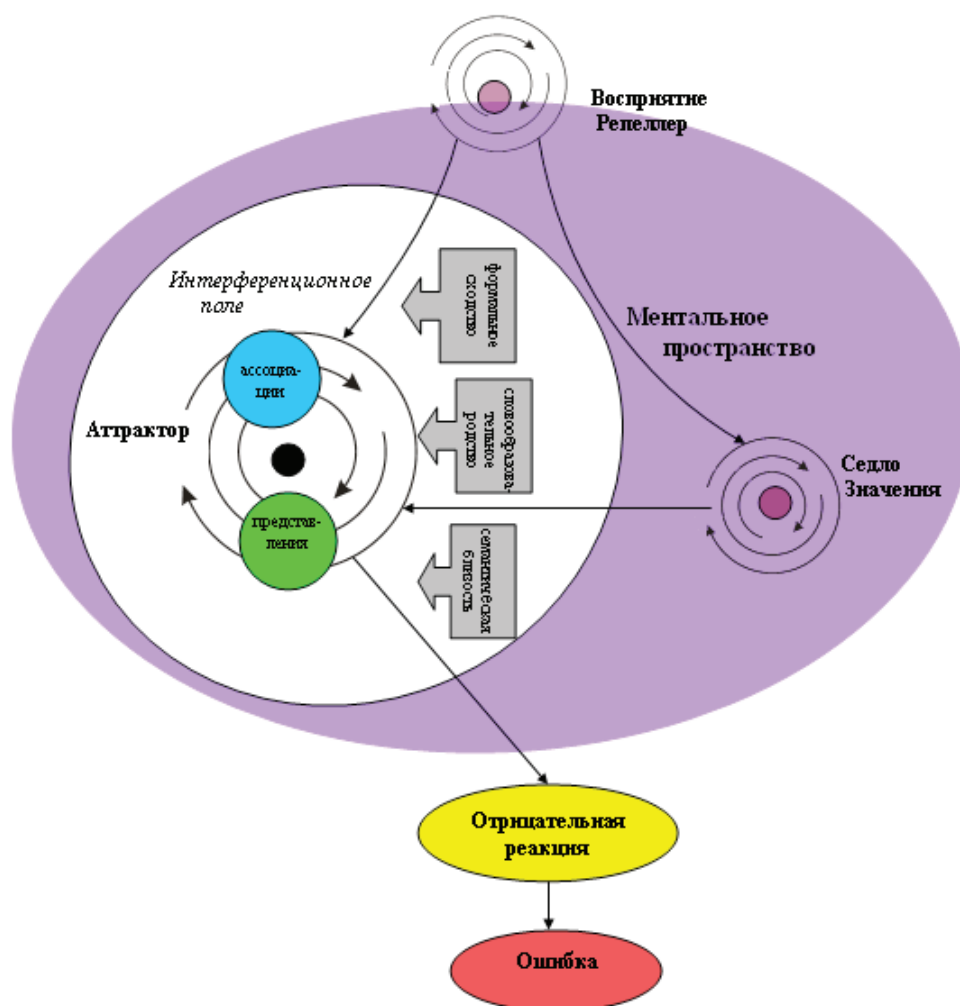 Восприятие
Репеллер
Интерференционное
поле
формальное
сходство
Ментальное
пространство
ассоциа-
ции
Аттрактор
словообразова-
тельное
родство
Седло
Значения
представ-
ления
семантическая
близость
Отрицательная
реакция
Ошибка